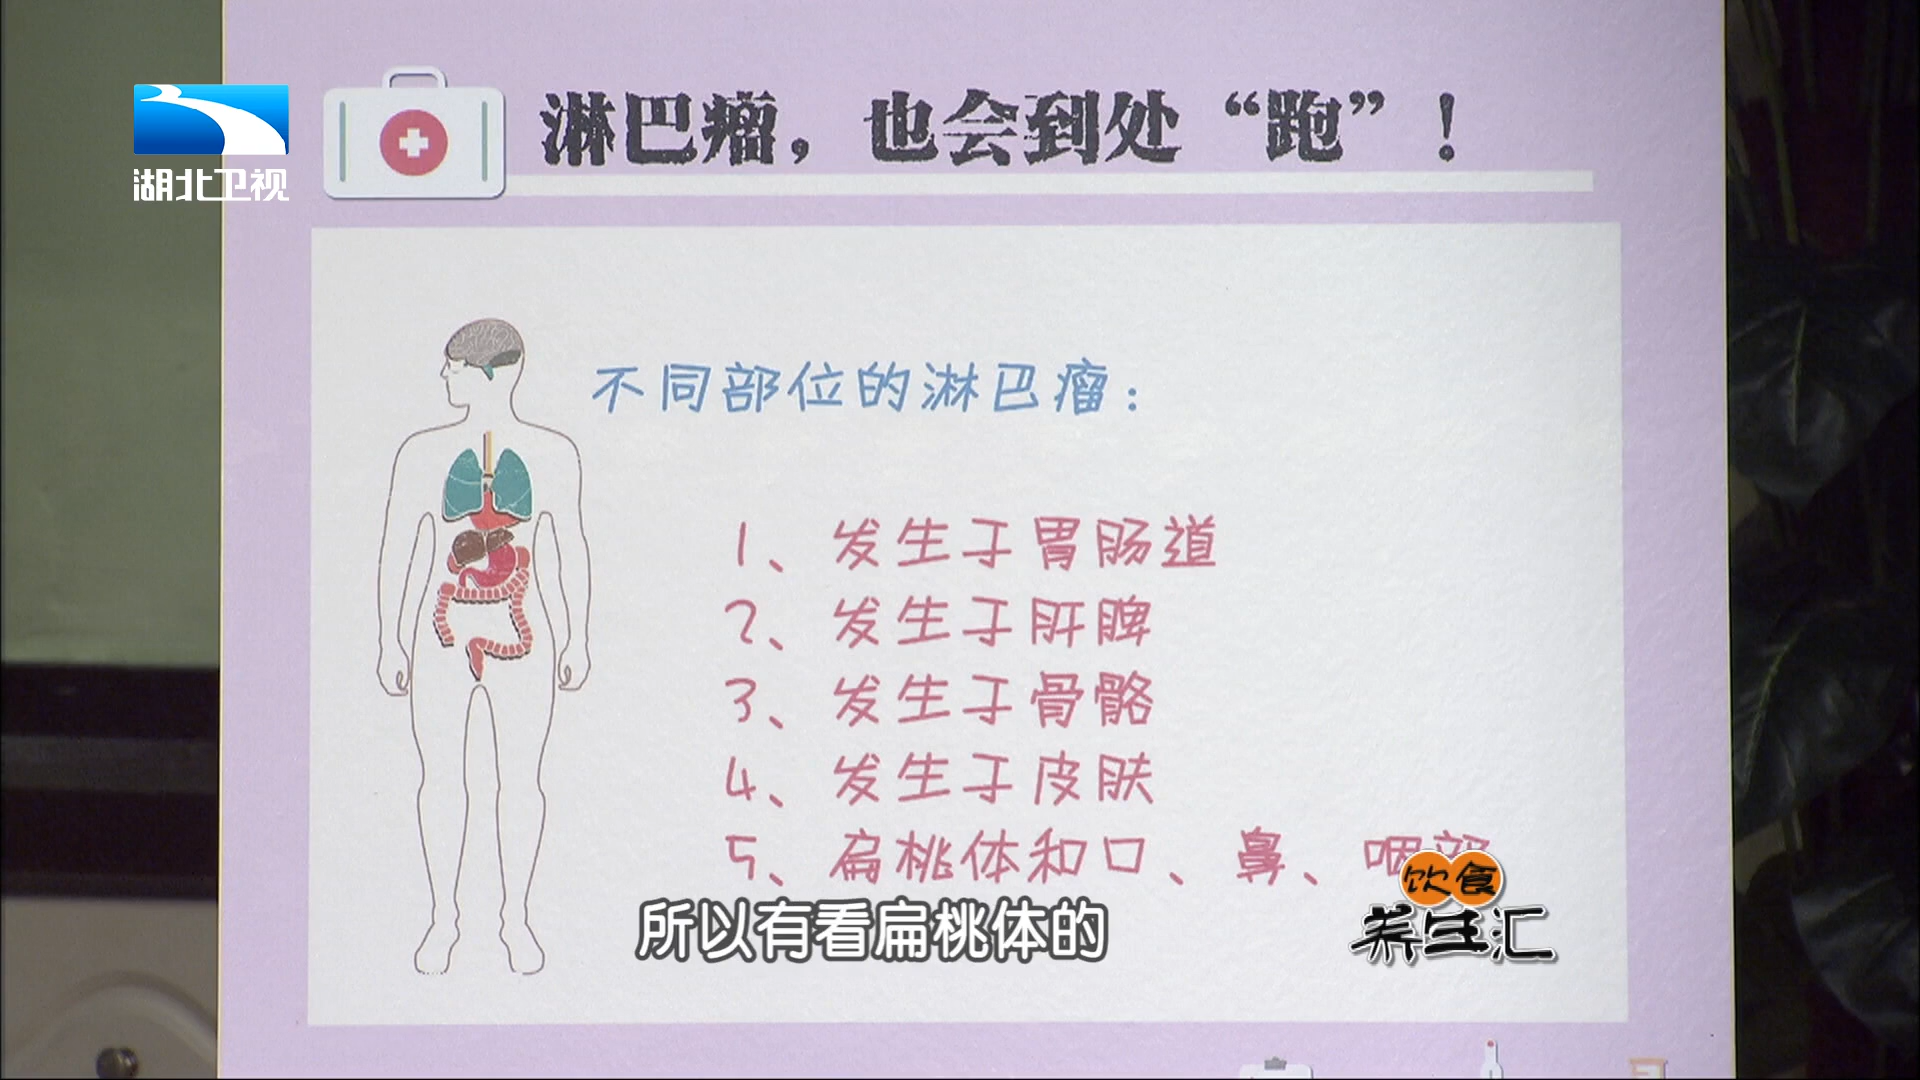 湖北卫视
淋巴瘤，也会到处“跑”！
不同部位的淋巴瘤：
1、发生于胃肠道
2、发生于肝脾
3、发生于骨骼
4、发生于皮肤
5、扁桃体和口、鼻、咽部
所以有看扁桃体的
饮食
养生汇